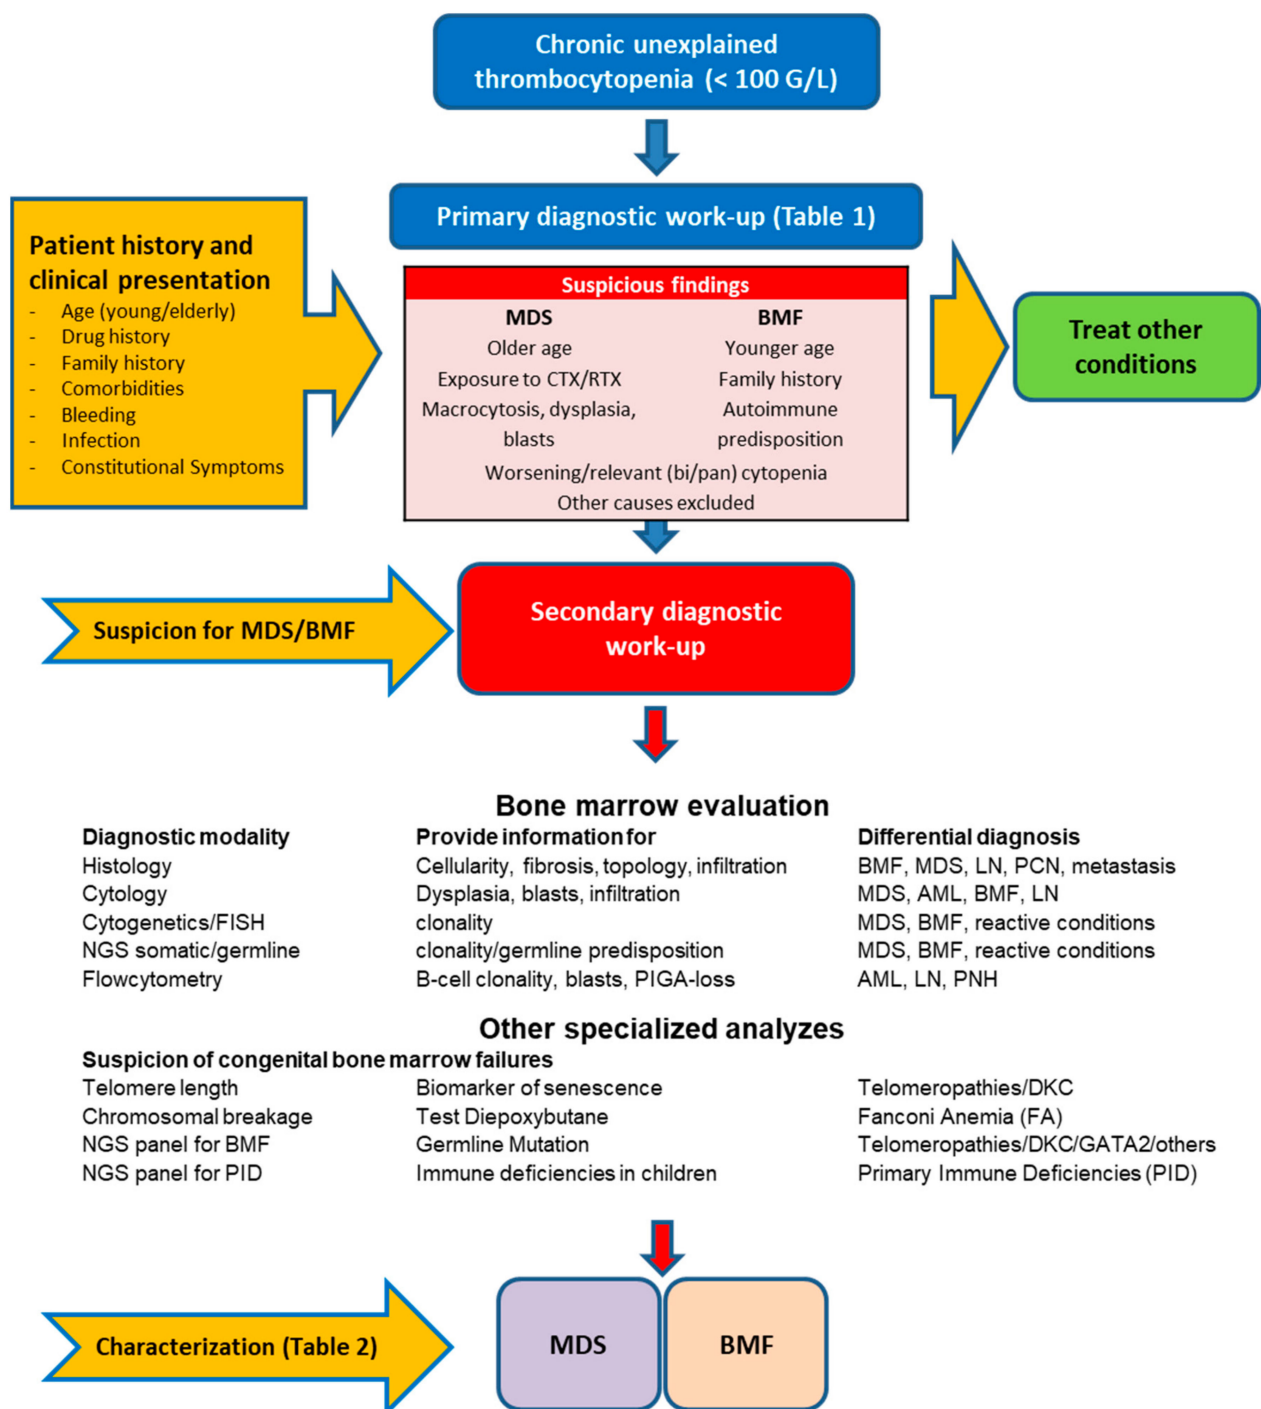 Chronic unexplained
thrombocytopenia (< 100 G/L)
Primary diagnostic work-up (Table 1)
Patient history and
clinical presentation
- Age (young/elderly)
- Drug history
- Family history
- Comorbidities
- Bleeding
- Infection
- Constitutional Symptoms
Suspicious findings
MDS BMF
Older age Younger age
Exposure to CTX/RTX Family history
Macrocytosis, dysplasia, Autoimmune
blasts predisposition
Worsening/relevant (bi/pan) cytopenia
Other causes excluded
Treat other
conditions
Suspicion for MDS/BMF
Secondary diagnostic
work-up
Bone marrow evaluation
Diagnostic modality Provide information for Differential diagnosis
Histology Cellularity, fibrosis, topology, infiltration BMF, MDS, LN, PCN, metastasis
Cytology Dysplasia, blasts, infiltration MDS, AML, BMF, LN
Cytogenetics/FISH clonality MDS, BMF, reactive conditions
NGS somatic/germline clonality/germline predisposition MDS, BMF, reactive conditions
Flowcytometry B-cell clonality, blasts, PIGA-loss AML, LN, PNH
Other specialized analyzes
Suspicion of congenital bone marrow failures
Telomere length Biomarker of senescence Telomeropathies/DKC
Chromosomal breakage Test Diepoxybutane Fanconi Anemia (FA)
NGS panel for BMF Germline Mutation Telomeropathies/DKC/GATA2/others
NGS panel for PID Immune deficiencies in children Primary Immune Deficiencies (PID)
Characterization (Table 2)
MDS BMF